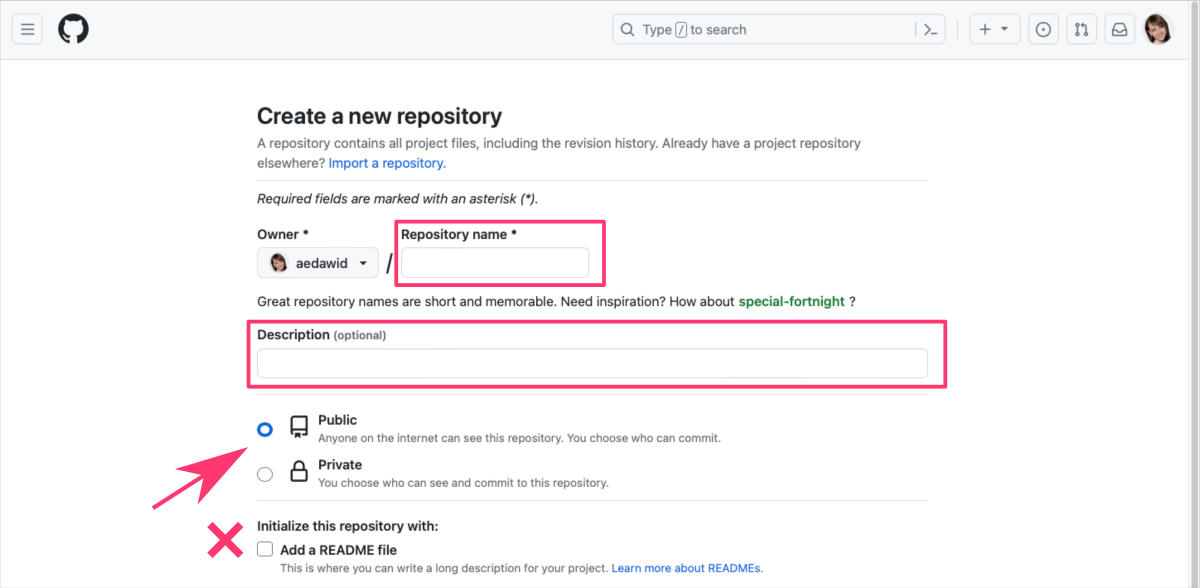 Type / to search
Create a new repository
A repository contains all project files, including the revision history. Already have a project repository
elsewhere? Import a repository.
Required fields are marked with an asterisk (*).
Owner *
Repository name *
aedawid
/
Great repository names are short and memorable. Need inspiration? How about special-fortnight ?
Description (optional)
Public
Anyone on the internet can see this repository. You choose who can commit.
Private
You choose who can see and commit to this repository.
Initialize this repository with:
Add a README file
This is where you can write a long description for your project. Learn more about READMEs.